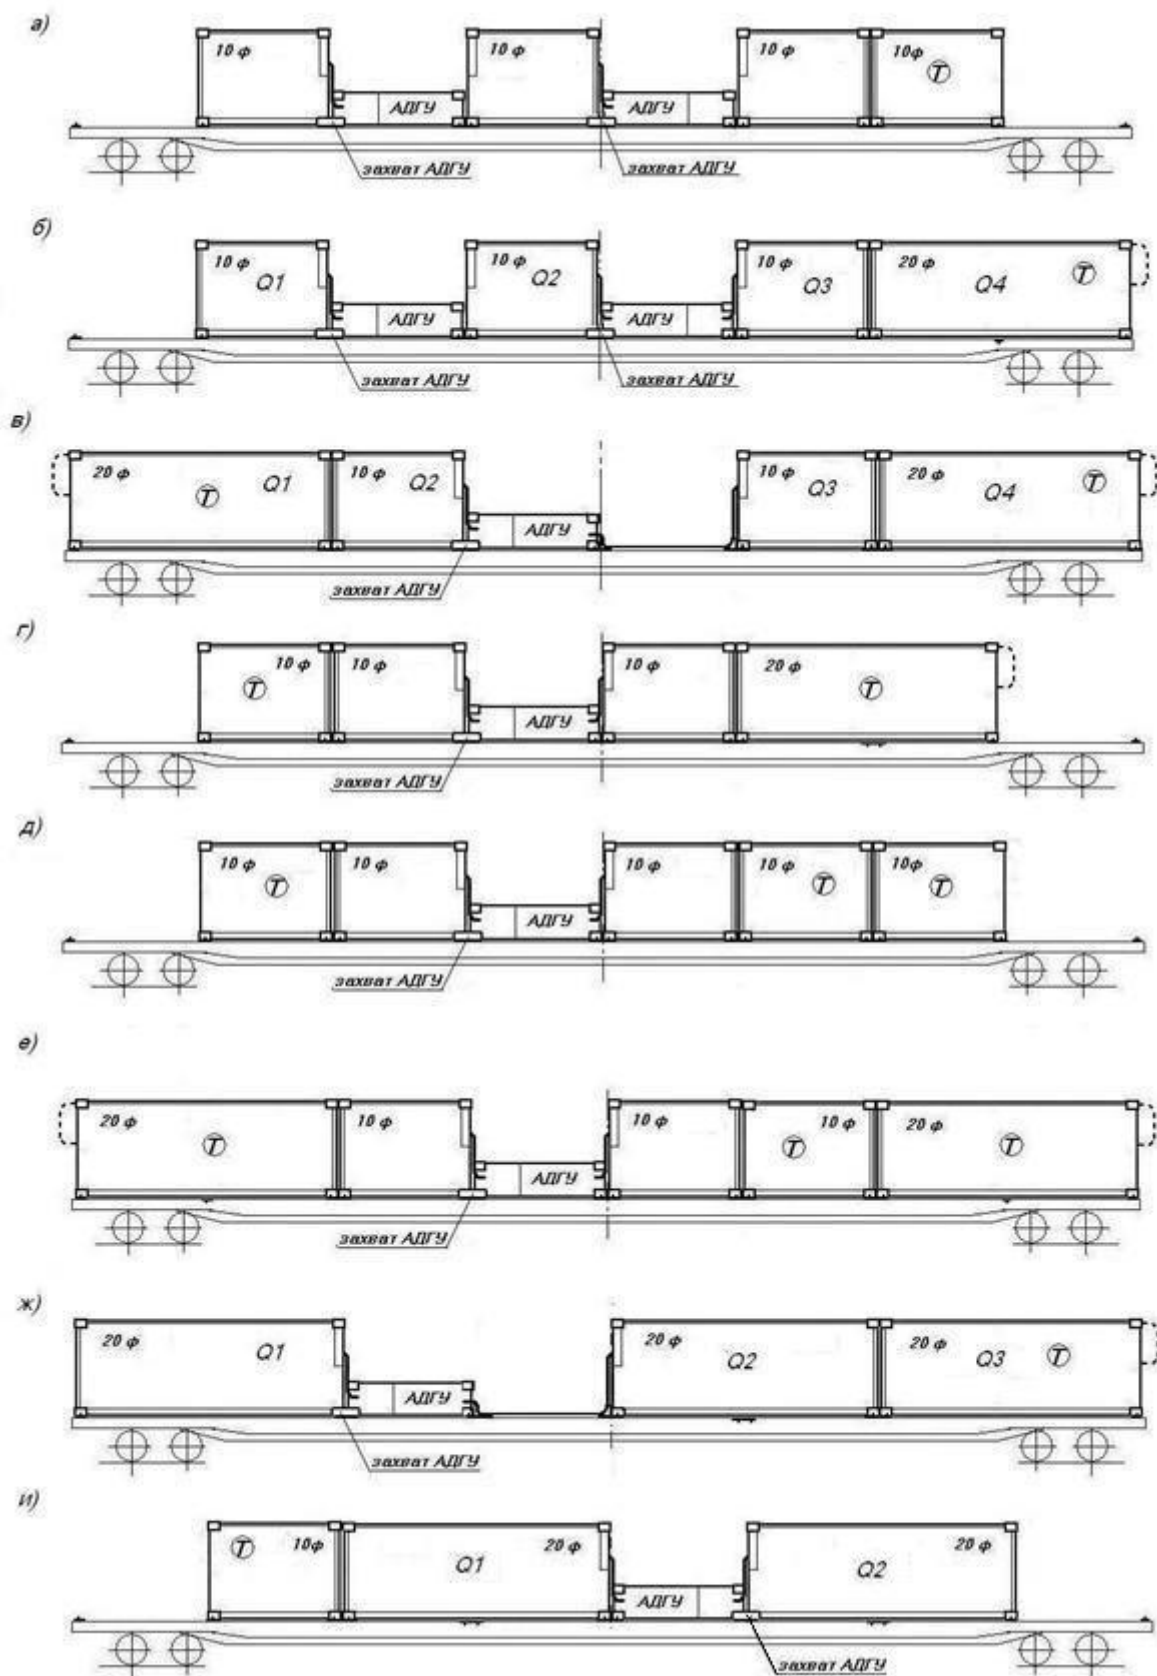 а)
10 ф 10 ф 10 ф 10ф Т
АДГУ АДГУ
захват АДГУ захват АДГУ
б)
10 ф Q1 10 ф Q2 10 ф Q3 20 ф Q4 Т
АДГУ АДГУ
захват АДГУ захват АДГУ
в)
20 ф Т Q1 10 ф Q2 10 ф Q3 20 ф Q4 Т
АДГУ
захват АДГУ
г)
Т 10 ф 10 ф 10 ф 20 ф Т
АДГУ
захват АДГУ
д)
10 ф Т 10 ф 10 ф 10 ф Т 10 ф Т
АДГУ
захват АДГУ
е)
20 ф Т 10 ф 10 ф Т 10 ф 20 ф Т
АДГУ
захват АДГУ
ж)
20 ф Q1 20 ф Q2 20 ф Q3 Т
АДГУ
захват АДГУ
и)
Т 10ф Q1 20 ф Q2 20 ф
АДГУ
захват АДГУ